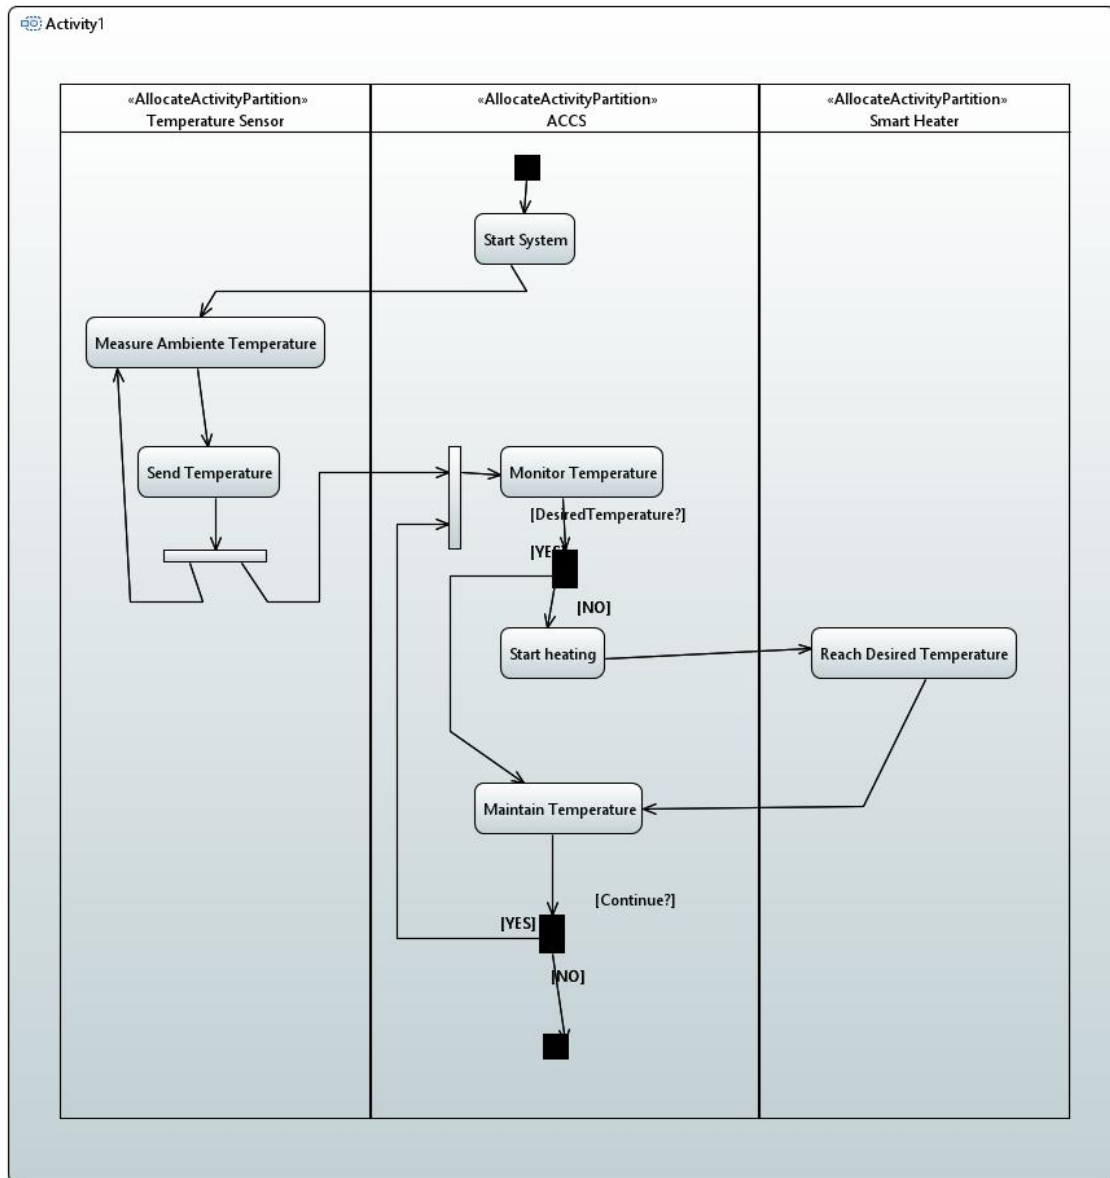 Activity1
«AllocateActivityPartition»
Temperature Sensor
«AllocateActivityPartition»
ACCS
«AllocateActivityPartition»
Smart Heater
Start System
Measure Ambiente Temperature
Send Temperature
Monitor Temperature
[DesiredTemperature?]
[YES]
[NO]
Start heating
Reach Desired Temperature
Maintain Temperature
[Continue?]
[YES]
[NO]